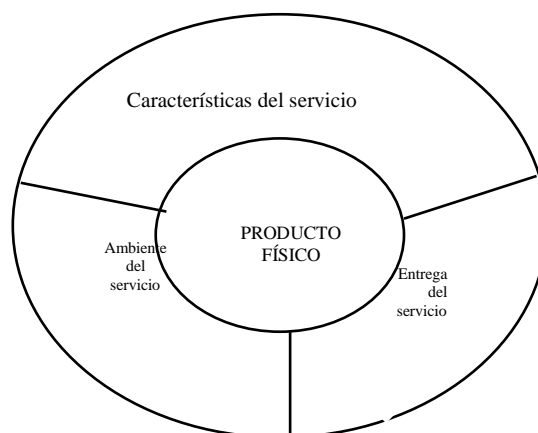 Características del servicio
PRODUCTO
FÍSICO
Ambiente
del
servicio
Entrega
del
servicio